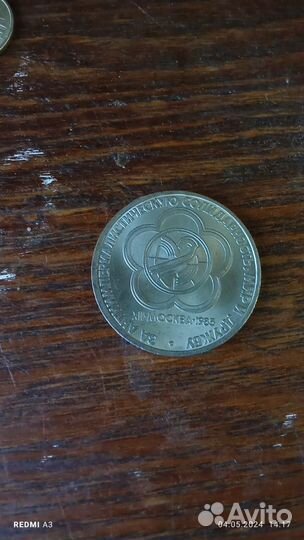 ЗА АНТИИМПЕРИАЛИСТИЧЕСКУЮ СОЛИДАРНОСТЬ, МИР И ДРУЖБУ
XII•МОСКВА•1985
REDMI A3
04.05.2024 14:17
Avito